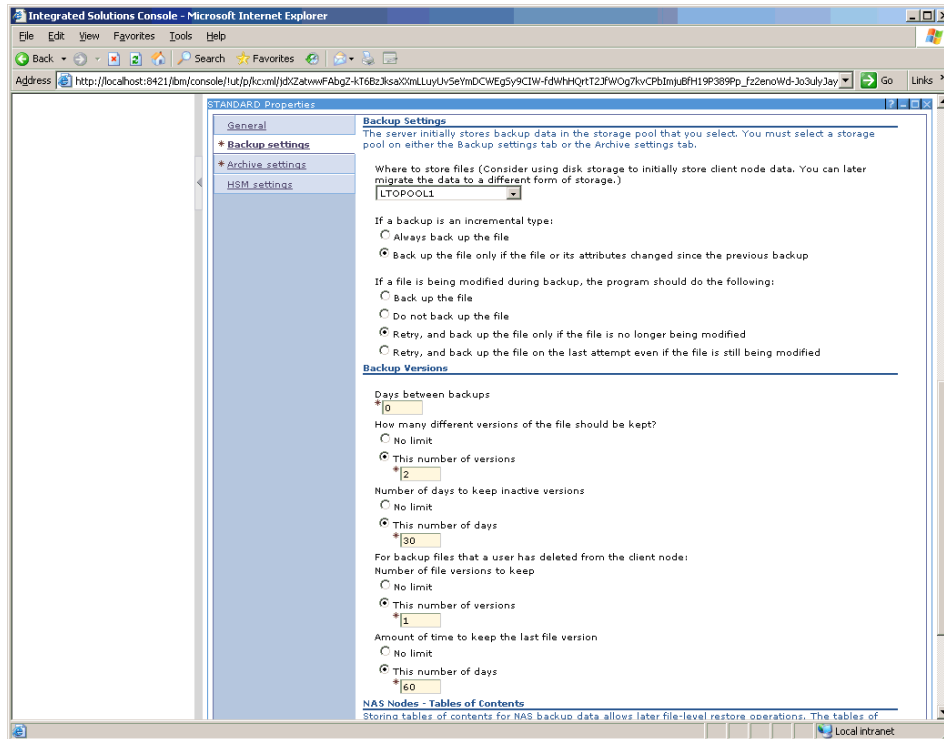 Integrated Solutions Console - Microsoft Internet Explorer
File Edit View Favorites Tools Help
Back Search Favorites
Address http://localhost:8421/ibm/console/!ut/p/kcxml/ Go Links
STANDARD Properties
General
* Backup settings
* Archive settings
HSM settings
Backup Settings
The server initially stores backup data in the storage pool that you select. You must select a storage
pool on either the Backup settings tab or the Archive settings tab.
Where to store files (Consider using disk storage to initially store client node data. You can later
migrate the data to a different form of storage.)
LTOPOOL1
If a backup is an incremental type:
Always back up the file
Back up the file only if the file or its attributes changed since the previous backup
If a file is being modified during backup, the program should do the following:
Back up the file
Do not back up the file
Retry, and back up the file only if the file is no longer being modified
Retry, and back up the file on the last attempt even if the file is still being modified
Backup Versions
Days between backups
*0
How many different versions of the file should be kept?
No limit
This number of versions
*2
Number of days to keep inactive versions
No limit
This number of days
*30
For backup files that a user has deleted from the client node:
Number of file versions to keep
No limit
This number of versions
*1
Amount of time to keep the last file version
No limit
This number of days
*60
NAS Nodes - Tables of Contents
Storing tables of contents for NAS backup data allows later file-level restore operations. The tables of
Local intranet